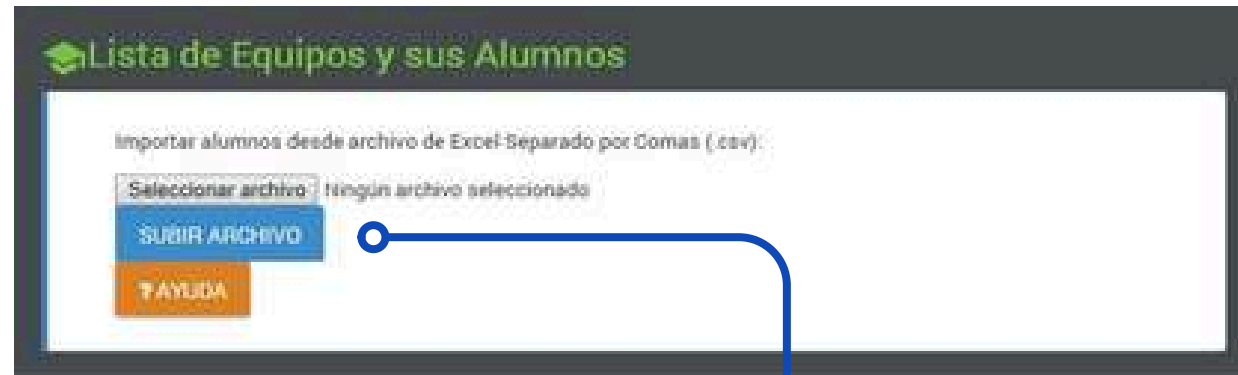 Lista de Equipos y sus Alumnos
Importar alumnos desde archivo de Excel Separado por Comas (.csv):
Seleccionar archivo Ningún archivo seleccionado
SUBIR ARCHIVO
? AYUDA